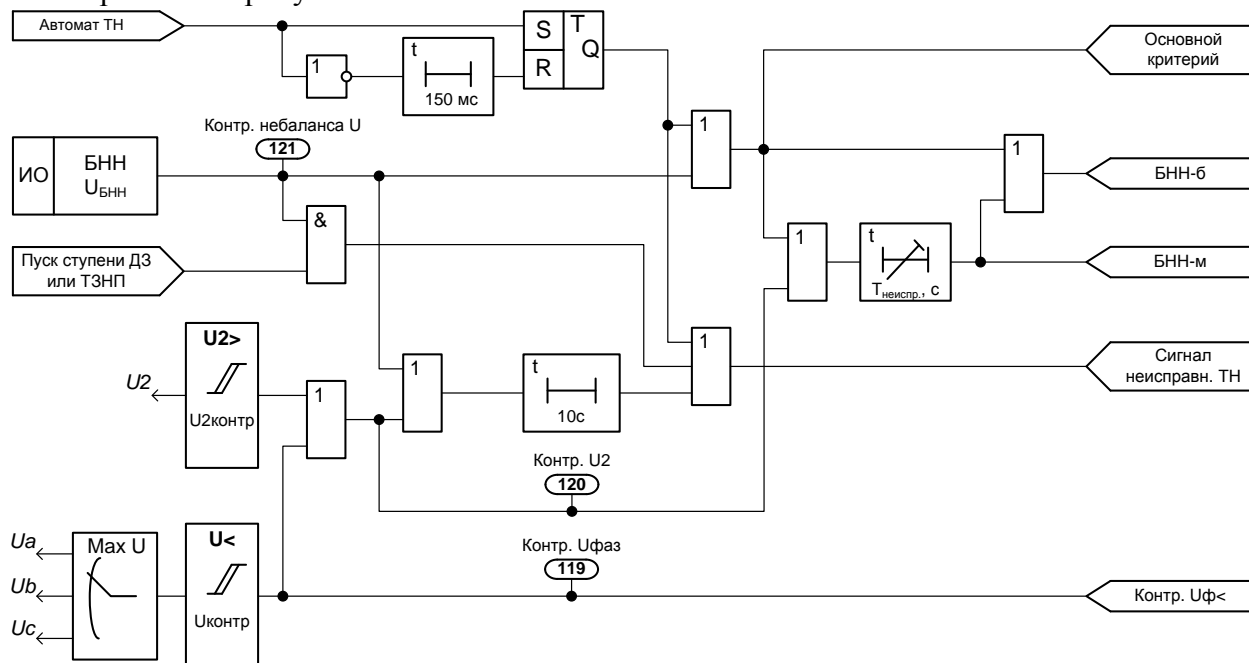 Автомат ТН
1
t
150 мс
S
R
T
Q
Основной
критерий
Контр. небаланса U
121
ИО
БНН
UБНН
1
1
БНН-б
&
Пуск ступени ДЗ
или ТЗНП
1
t
Tнеиспр., с
БНН-м
U2>
U2
U2контр
1
1
t
10с
1
Сигнал
неисправн. ТН
Контр. U2
120
Ua
Ub
Uc
Max U
U<
Uконтр
Контр. Uфаз
119
Контр. Uф<